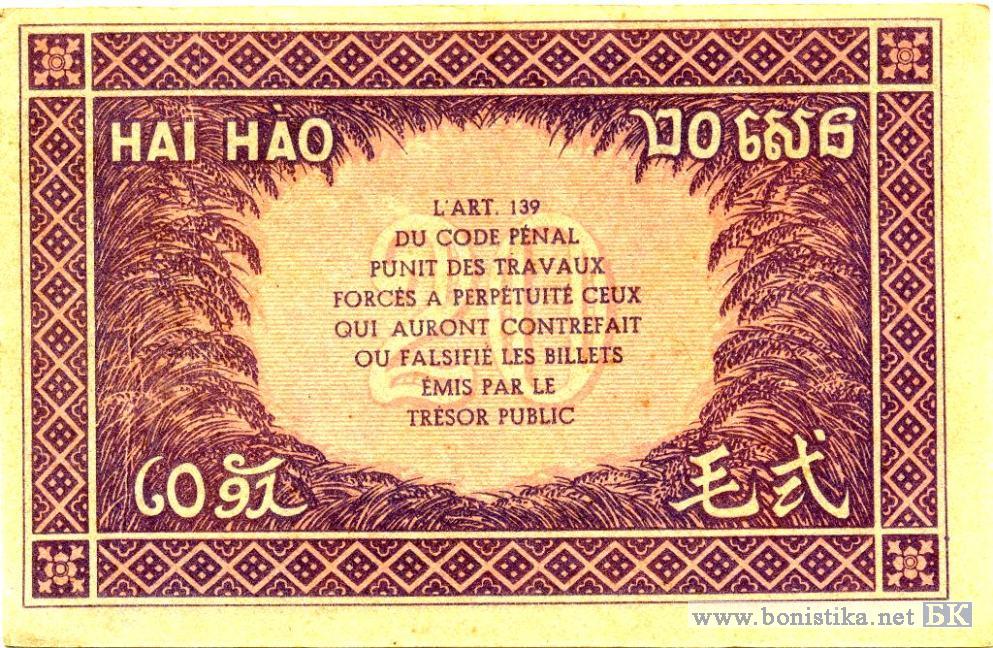 HAI HÀO
២០ សេន
L'ART. 139
DU CODE PÉNAL
PUNIT DES TRAVAUX
FORCÉS A PERPÉTUITÉ CEUX
QUI AURONT CONTREFAIT
OU FALSIFIÉ LES BILLETS
ÉMIS PAR LE
TRÉSOR PUBLIC
20
毛弍
www.bonistika.net БК